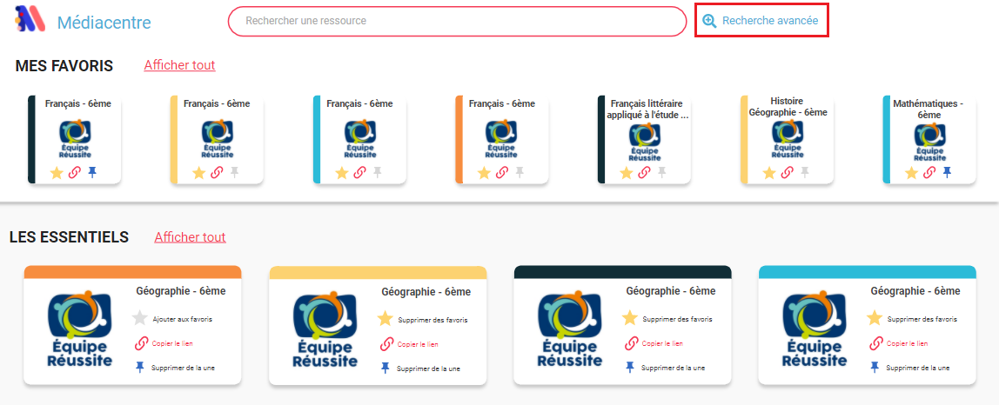 Médiacentre
Rechercher une ressource
Recherche avancée
MES FAVORIS
Afficher tout
Français - 6ème
Équipe
Réussite
Français - 6ème
Équipe
Réussite
Français - 6ème
Équipe
Réussite
Français - 6ème
Équipe
Réussite
Français littéraire
appliqué à l'étude ...
Équipe
Réussite
Histoire
Géographie - 6ème
Équipe
Réussite
Mathématiques -
6ème
Équipe
Réussite
LES ESSENTIELS
Afficher tout
Géographie - 6ème
Ajouter aux favoris
Copier le lien
Supprimer de la une
Équipe
Réussite
Géographie - 6ème
Supprimer des favoris
Copier le lien
Supprimer de la une
Équipe
Réussite
Géographie - 6ème
Supprimer des favoris
Copier le lien
Supprimer de la une
Équipe
Réussite
Géographie - 6ème
Supprimer des favoris
Copier le lien
Supprimer de la une
Équipe
Réussite